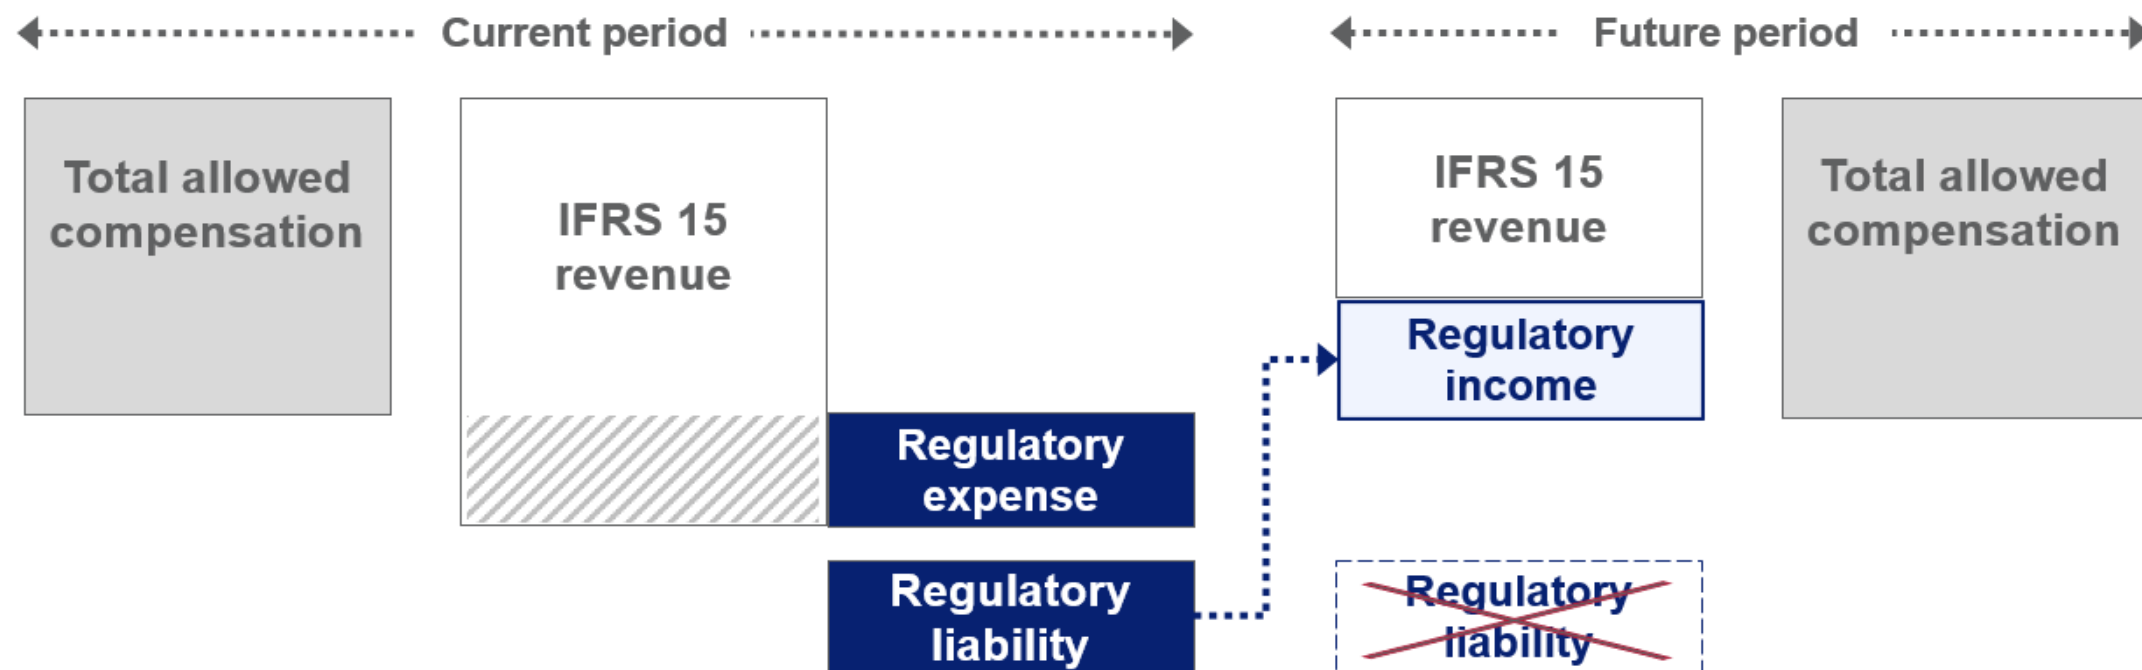 Current period
Future period
Total allowed
compensation
IFRS 15
revenue
Regulatory
expense
Regulatory
liability
IFRS 15
revenue
Regulatory
income
Regulatory
liability
Total allowed
compensation